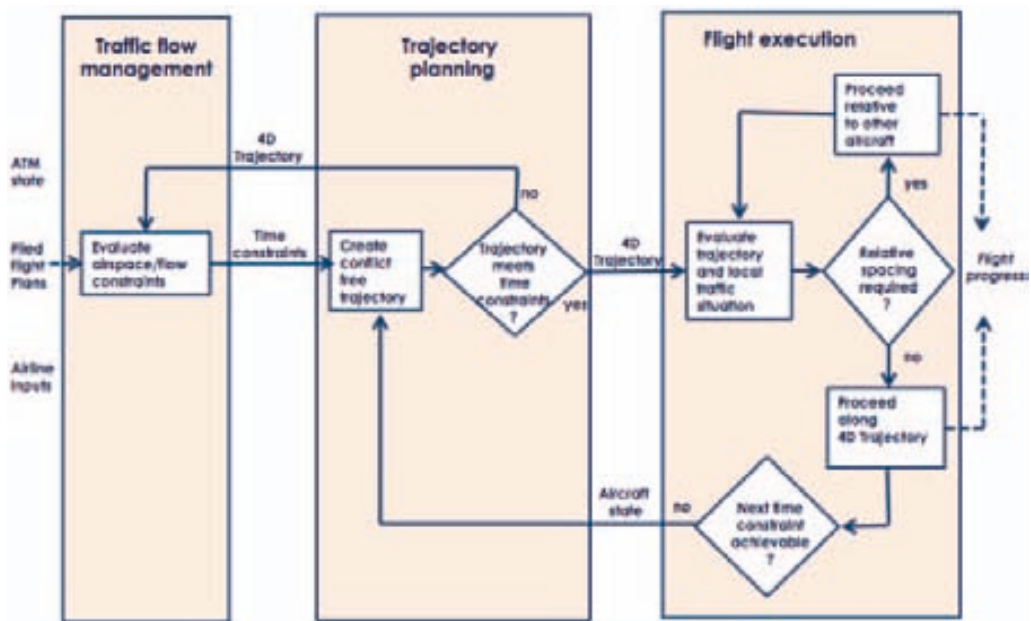 Traffic flow
management
Trajectory
planning
Flight execution
ATM
state
Filed
flight
Plans
Airline
Inputs
Evaluate
airspace/flow
constraints
4D
Trajectory
Time
constraints
Create
conflict
free
trajectory
no
Trajectory
meets
time
constraints
?
yes
4D
Trajectory
Evaluate
trajectory
and local
traffic
situation
Proceed
relative
to other
aircraft
yes
Relative
spacing
required
?
no
Flight
progress
Proceed
along
4D Trajectory
Aircraft
state
no
Next time
constraint
achievable
?